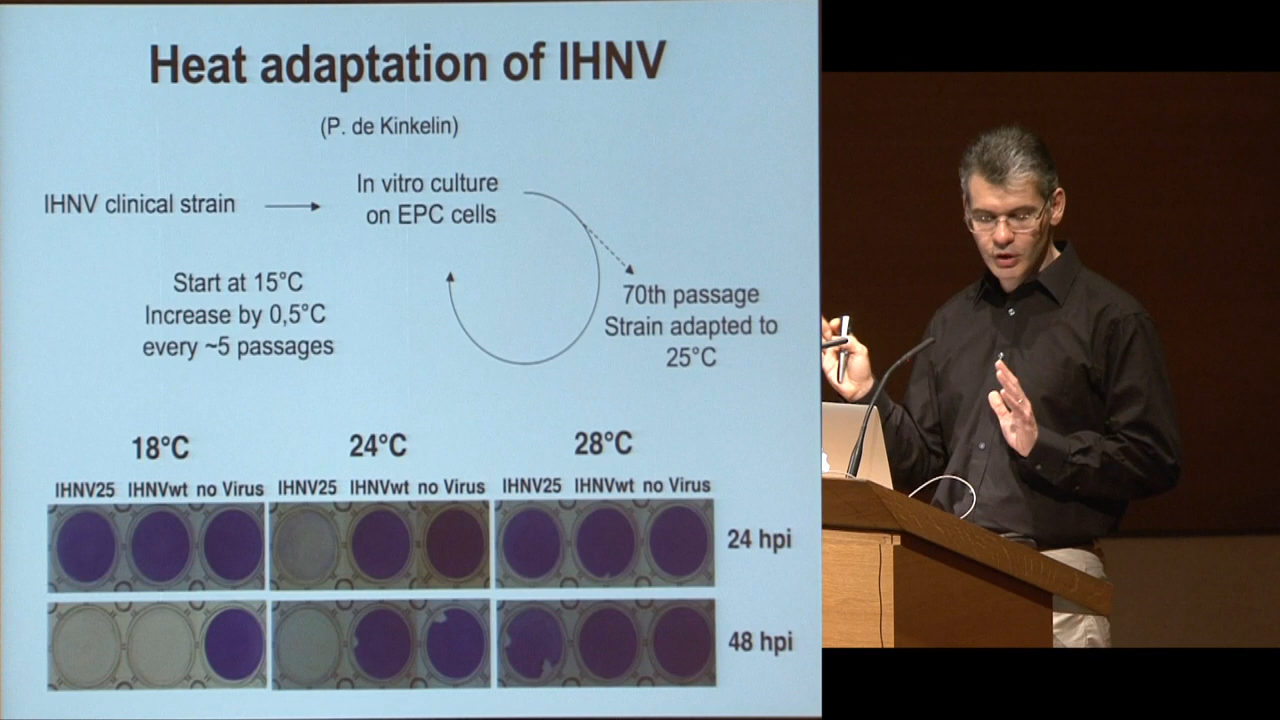 Heat adaptation of IHNV
(P. de Kinkelin)
IHNV clinical strain
In vitro culture
on EPC cells
Start at 15°C
Increase by 0,5°C
every ~5 passages
70th passage
Strain adapted to
25°C
18°C 24°C 28°C
IHNV25 IHNVwt no Virus IHNV25 IHNVwt no Virus IHNV25 IHNVwt no Virus
24 hpi
48 hpi